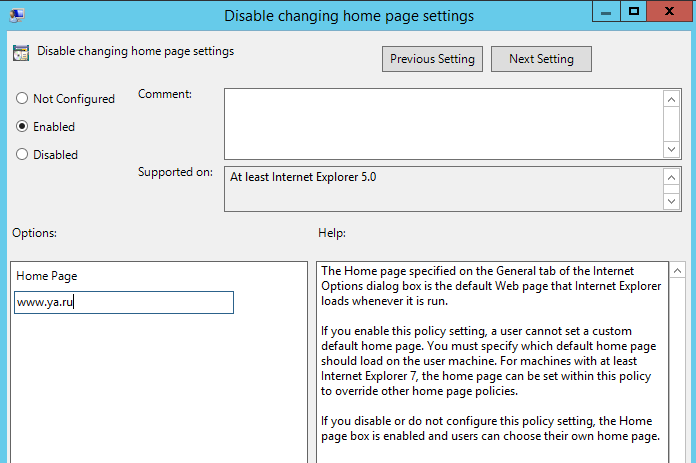 Disable changing home page settings
Disable changing home page settings
Previous Setting
Next Setting
Not Configured
Enabled
Disabled
Comment:
Supported on:
At least Internet Explorer 5.0
Options:
Help:
Home Page
www.ya.ru
The Home page specified on the General tab of the Internet
Options dialog box is the default Web page that Internet Explorer
loads whenever it is run.
If you enable this policy setting, a user cannot set a custom
default home page. You must specify which default home page
should load on the user machine. For machines with at least
Internet Explorer 7, the home page can be set within this policy
to override other home page policies.
If you disable or do not configure this policy setting, the Home
page box is enabled and users can choose their own home page.